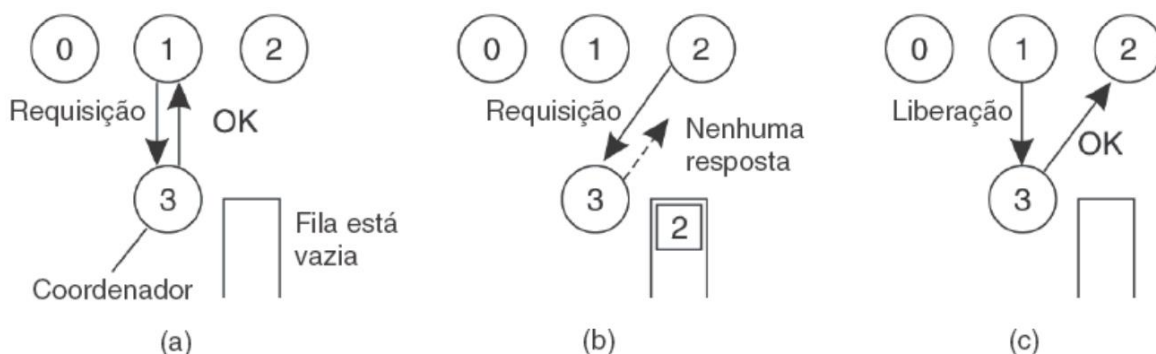 0 1 2
Requisição
OK
3
Fila está
vazia
Coordenador
(a)
0 1 2
Requisição
Nenhuma
resposta
3
2
(b)
0 1 2
Liberação
OK
3
(c)